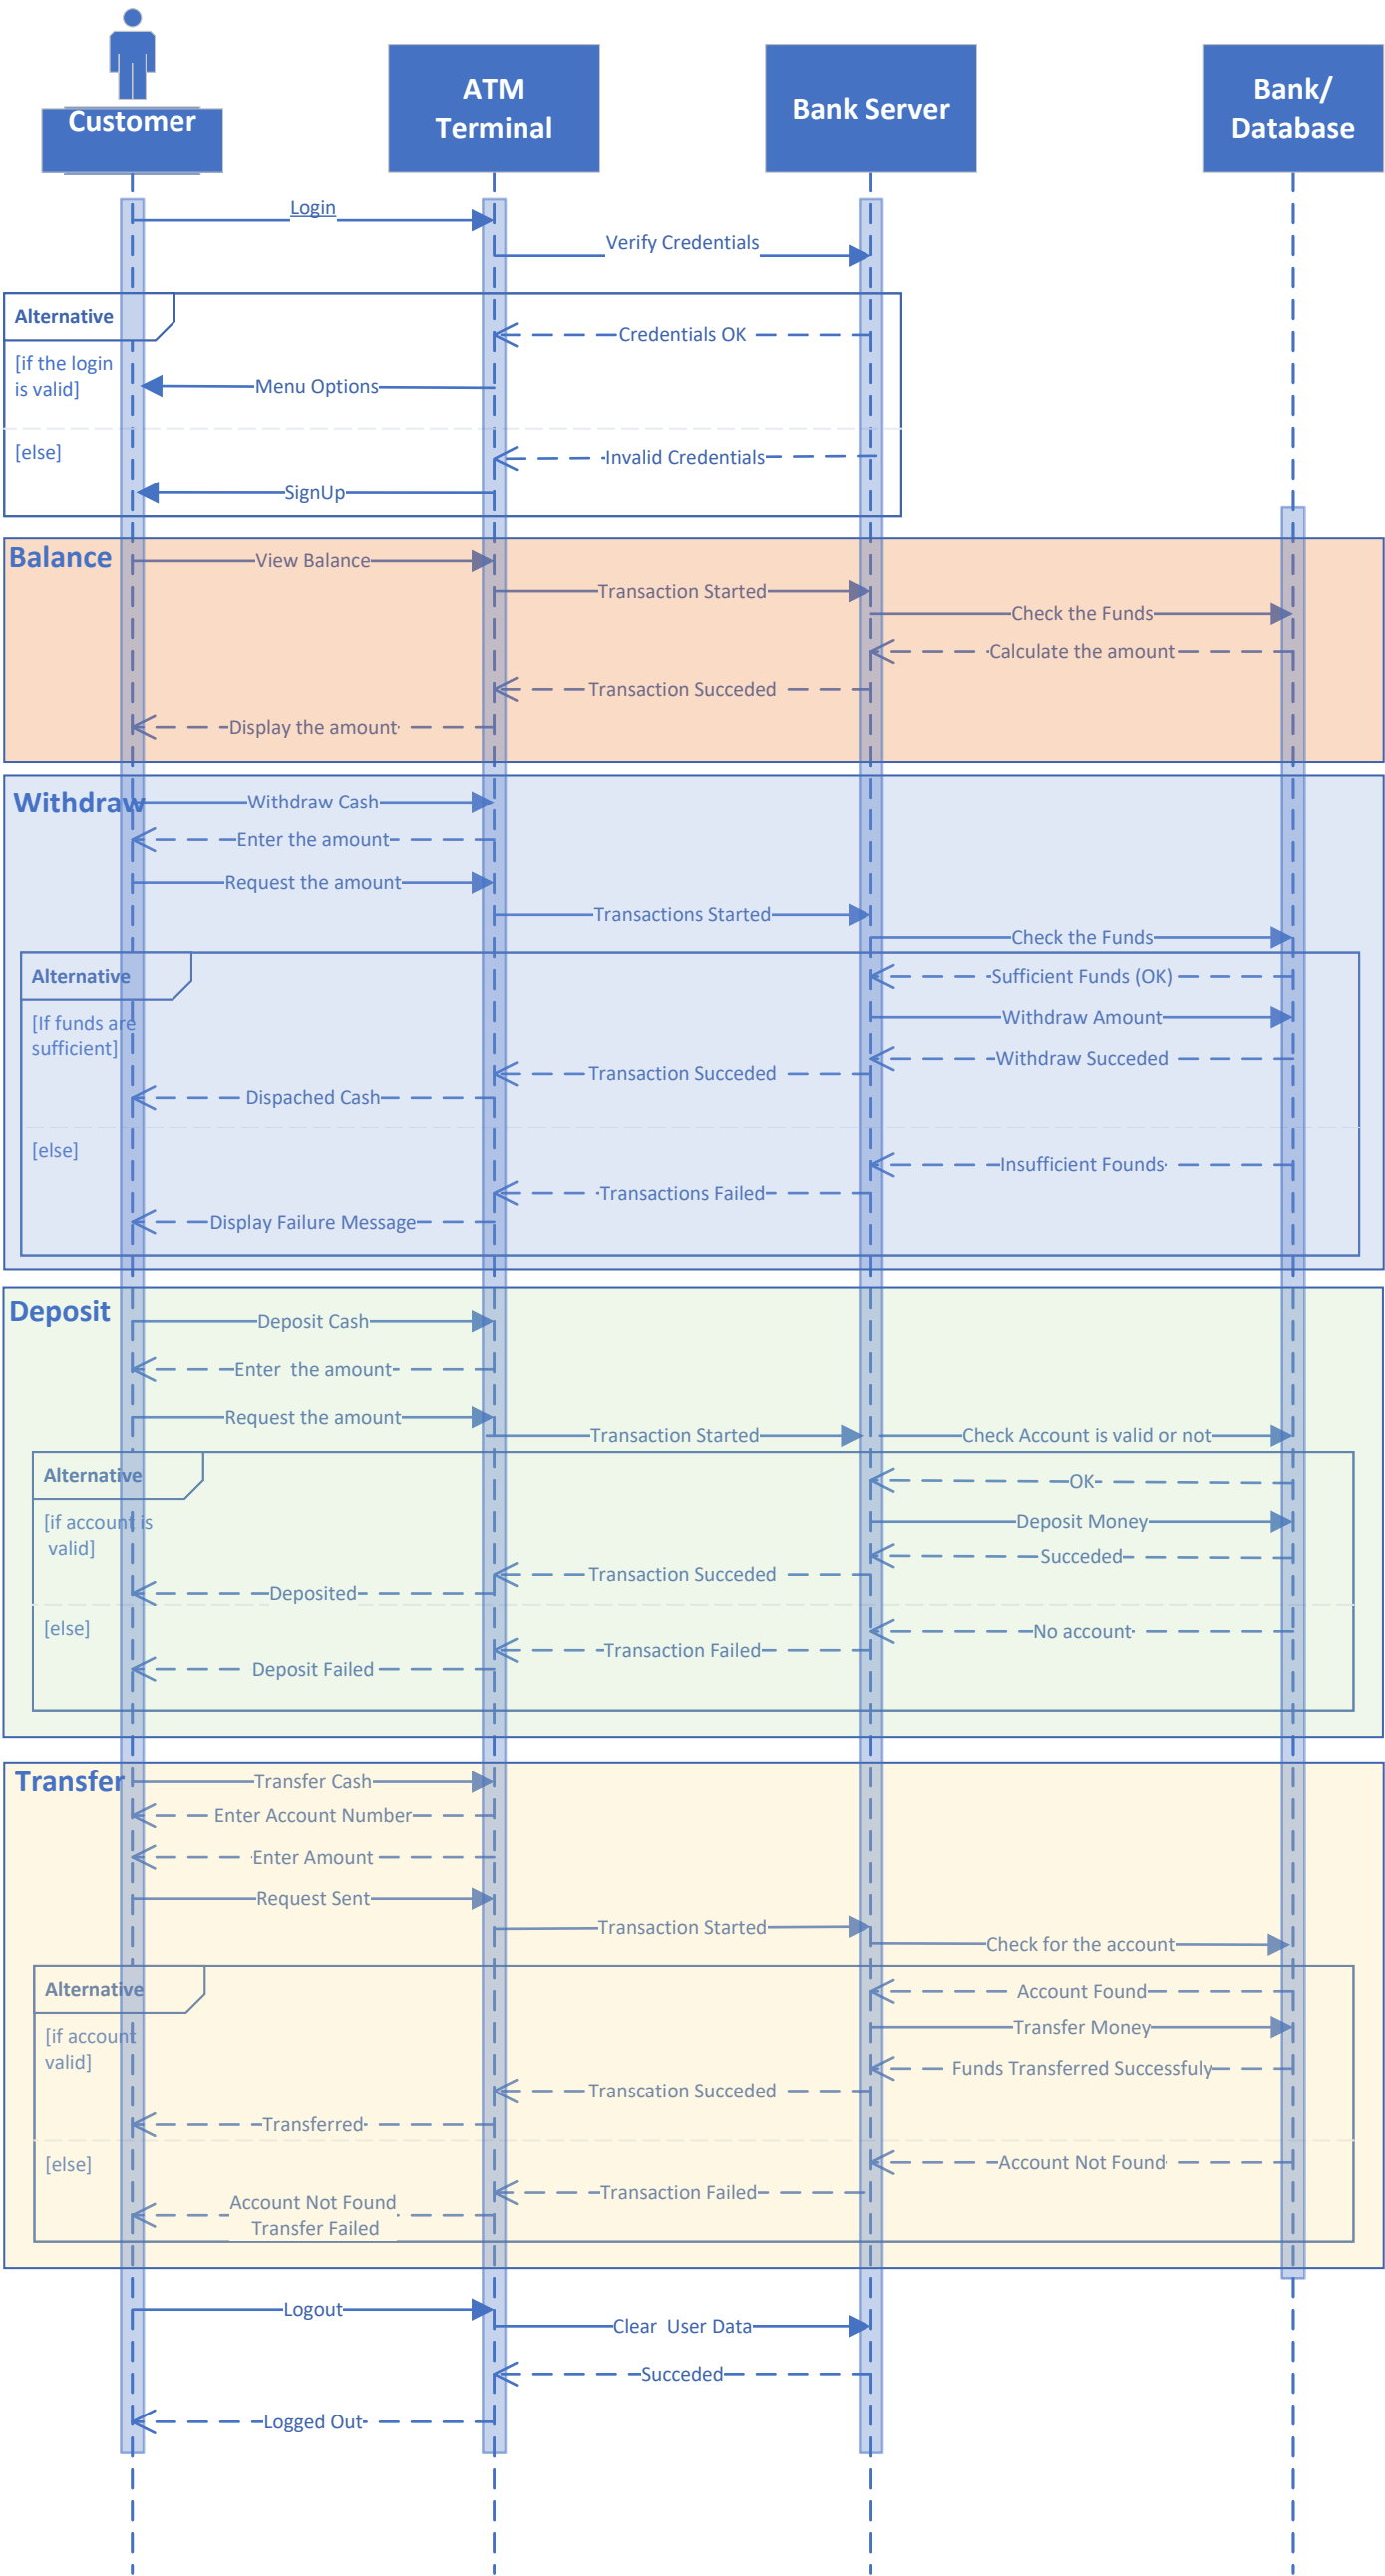 Customer
ATM
Terminal
Bank Server
Bank/
Database
Login
Verify Credentials
Alternative
Credentials OK
[if the login
is valid]
Menu Options
[else]
Invalid Credentials
SignUp
Balance
View Balance
Transaction Started
Check the Funds
Calculate the amount
Transaction Succeded
Display the amount
Withdraw
Withdraw Cash
Enter the amount
Request the amount
Transactions Started
Check the Funds
Alternative
Sufficient Funds (OK)
[If funds are
sufficient]
Withdraw Amount
Withdraw Succeded
Transaction Succeded
Dispached Cash
[else]
Insufficient Founds
Transactions Failed
Display Failure Message
Deposit
Deposit Cash
Enter  the amount
Request the amount
Transaction Started
Check Account is valid or not
Alternative
OK
[if account is
valid]
Deposit Money
Succeded
Transaction Succeded
Deposited
[else]
No account
Transaction Failed
Deposit Failed
Transfer
Transfer Cash
Enter Account Number
Enter Amount
Request Sent
Transaction Started
Check for the account
Alternative
Account Found
[if account
valid]
Transfer Money
Funds Transferred Successfuly
Transcation Succeded
Transferred
[else]
Account Not Found
Transaction Failed
Account Not Found
Transfer Failed
Logout
Clear  User Data
Succeded
Logged Out